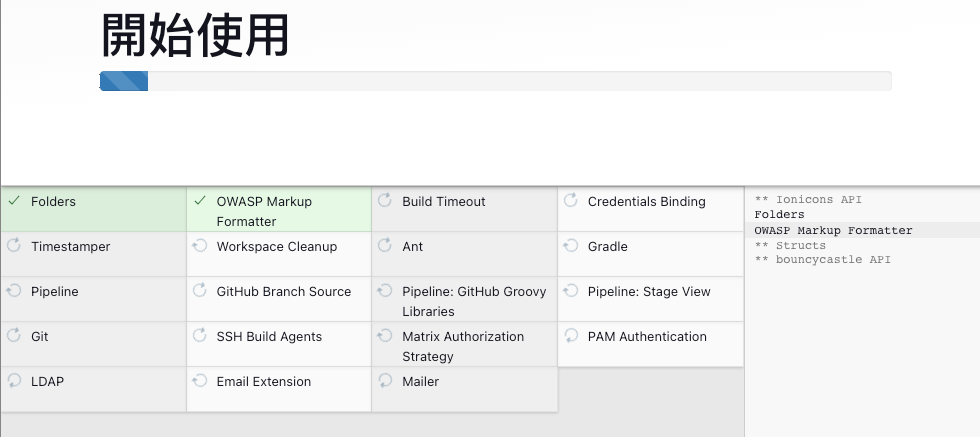 開始使用
Folders
OWASP Markup
Formatter
Build Timeout
Credentials Binding
Timestamper
Workspace Cleanup
Ant
Gradle
Pipeline
GitHub Branch Source
Pipeline: GitHub Groovy
Libraries
Pipeline: Stage View
Git
SSH Build Agents
Matrix Authorization
Strategy
PAM Authentication
LDAP
Email Extension
Mailer
** Ionicons API
Folders
OWASP Markup Formatter
** Structs
** bouncycastle API